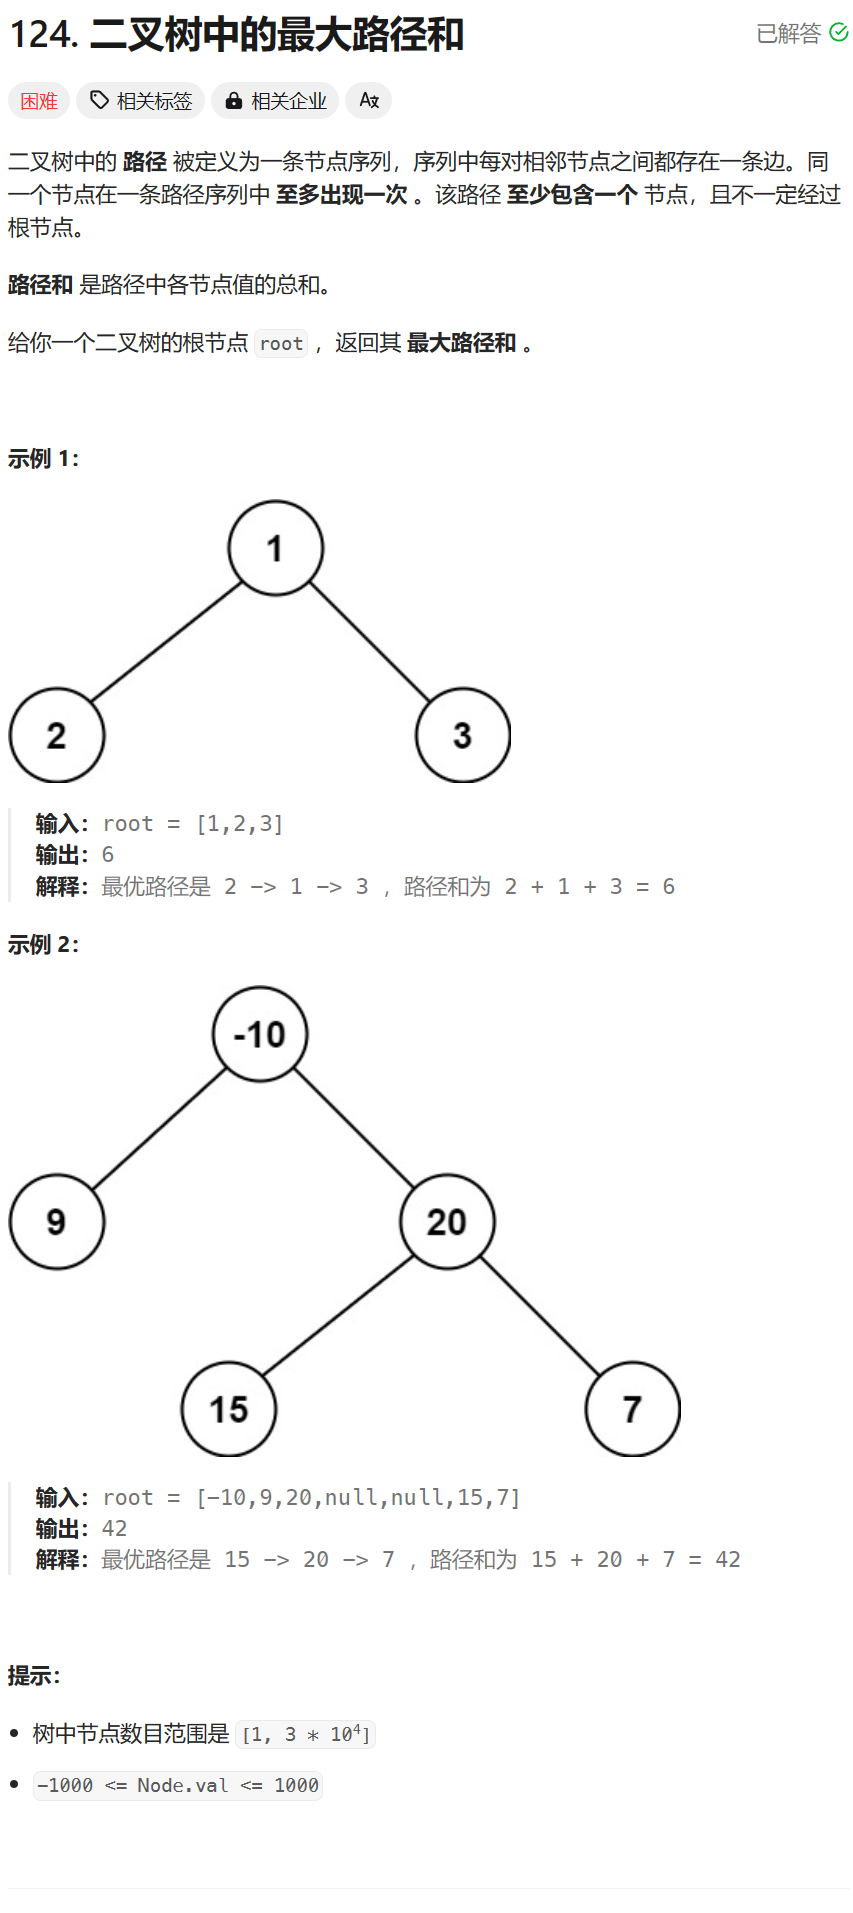 124. 二叉树中的最大路径和
已解答
困难 相关标签 相关企业
二叉树中的 路径 被定义为一条节点序列，序列中每对相邻节点之间都存在一条边。同
一个节点在一条路径序列中 至多出现一次 。该路径 至少包含一个 节点，且不一定经过
根节点。
路径和 是路径中各节点值的总和。
给你一个二叉树的根节点 root ，返回其 最大路径和 。
示例 1：
1
2 3
输入：root = [1,2,3]
输出：6
解释：最优路径是 2 -> 1 -> 3 ，路径和为 2 + 1 + 3 = 6
示例 2：
-10
9 20
15 7
输入：root = [-10,9,20,null,null,15,7]
输出：42
解释：最优路径是 15 -> 20 -> 7 ，路径和为 15 + 20 + 7 = 42
提示：
• 树中节点数目范围是 [1, 3 * 10⁴]
• -1000 <= Node.val <= 1000